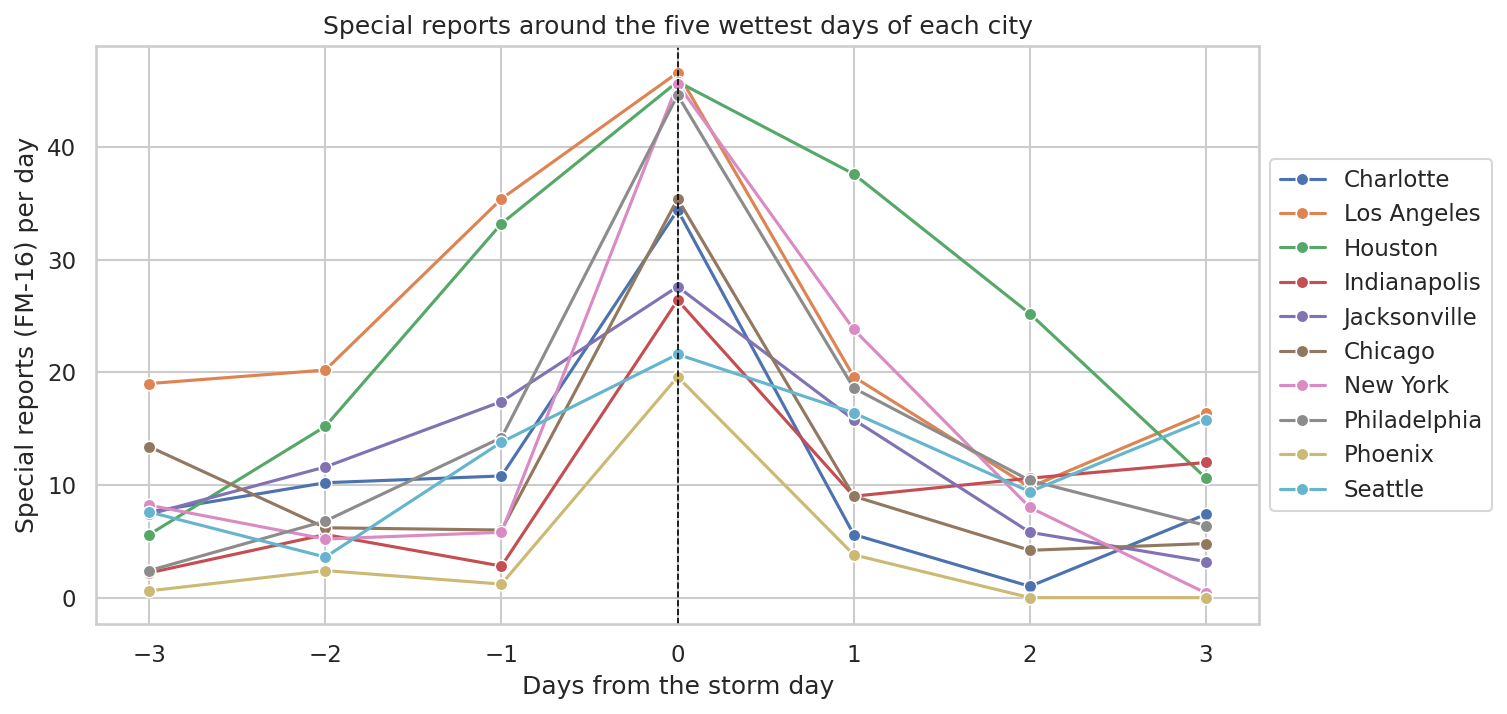 Special reports around the five wettest days of each city
Special reports (FM-16) per day
40
30
20
10
0
−3
−2
−1
0
1
2
3
Days from the storm day
Charlotte
Los Angeles
Houston
Indianapolis
Jacksonville
Chicago
New York
Philadelphia
Phoenix
Seattle